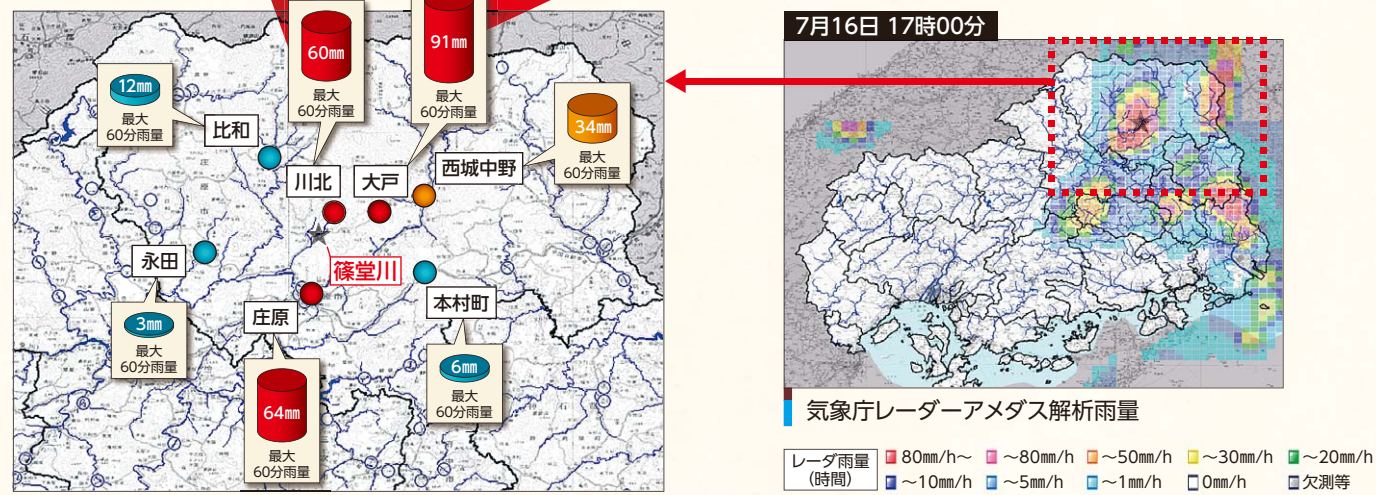 60㎜
最大
60分雨量
91㎜
最大
60分雨量
12㎜
最大
60分雨量
34㎜
最大
60分雨量
比和
川北
大戸
西城中野
永田
篠堂川
庄原
本村町
3㎜
最大
60分雨量
6㎜
最大
60分雨量
64㎜
最大
60分雨量
7月16日 17時00分
気象庁レーダーアメダス解析雨量
レーダ雨量
(時間)
80㎜/h~ ~80㎜/h ~50㎜/h ~30㎜/h ~20㎜/h
~10㎜/h ~5㎜/h ~1㎜/h 0㎜/h 欠測等